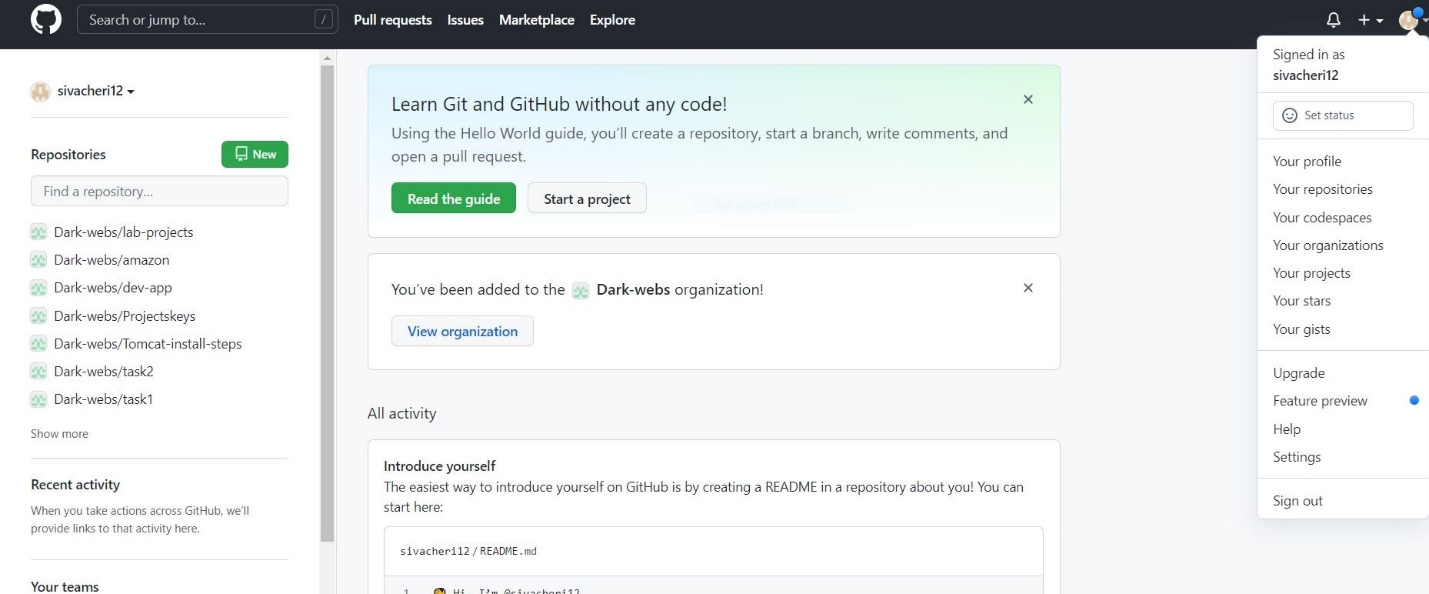 Search or jump to...
/
Pull requests
Issues
Marketplace
Explore
sivacheri12
Repositories
New
Find a repository...
Dark-webs/lab-projects
Dark-webs/amazon
Dark-webs/dev-app
Dark-webs/Projectskeys
Dark-webs/Tomcat-install-steps
Dark-webs/task2
Dark-webs/task1
Show more
Recent activity
When you take actions across GitHub, we'll
provide links to that activity here.
Your teams
Learn Git and GitHub without any code!
Using the Hello World guide, you'll create a repository, start a branch, write comments, and
open a pull request.
Read the guide
Start a project
You've been added to the Dark-webs organization!
View organization
All activity
Introduce yourself
The easiest way to introduce yourself on GitHub is by creating a README in a repository about you! You can
start here:
sivacheri12 / README.md
1 Hi, I'm @sivacheri12
Signed in as
sivacheri12
Set status
Your profile
Your repositories
Your codespaces
Your organizations
Your projects
Your stars
Your gists
Upgrade
Feature preview
Help
Settings
Sign out